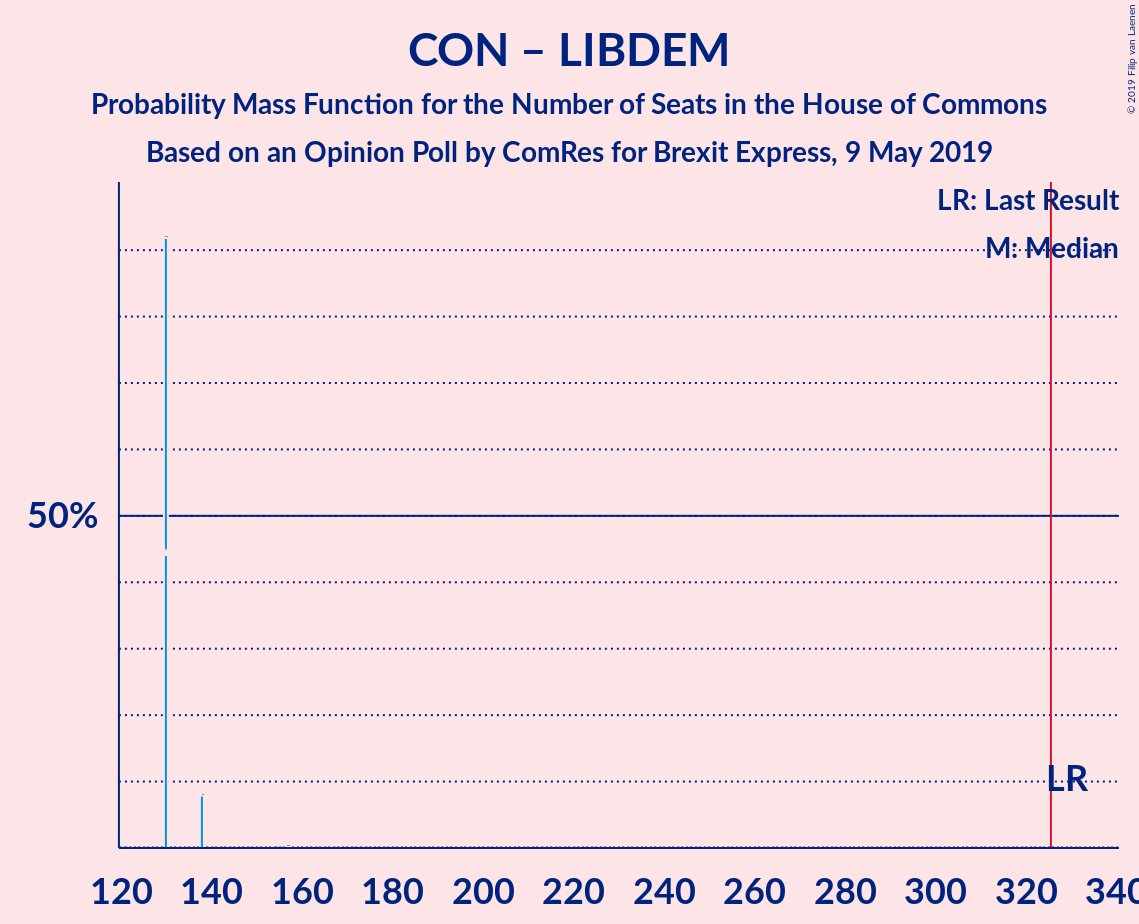 CON – LIBDEM
Probability Mass Function for the Number of Seats in the House of Commons
Based on an Opinion Poll by ComRes for Brexit Express, 9 May 2019
© 2019 Filip van Laenen
LR: Last Result
M: Median
50%
LR
120 140 160 180 200 220 240 260 280 300 320 340